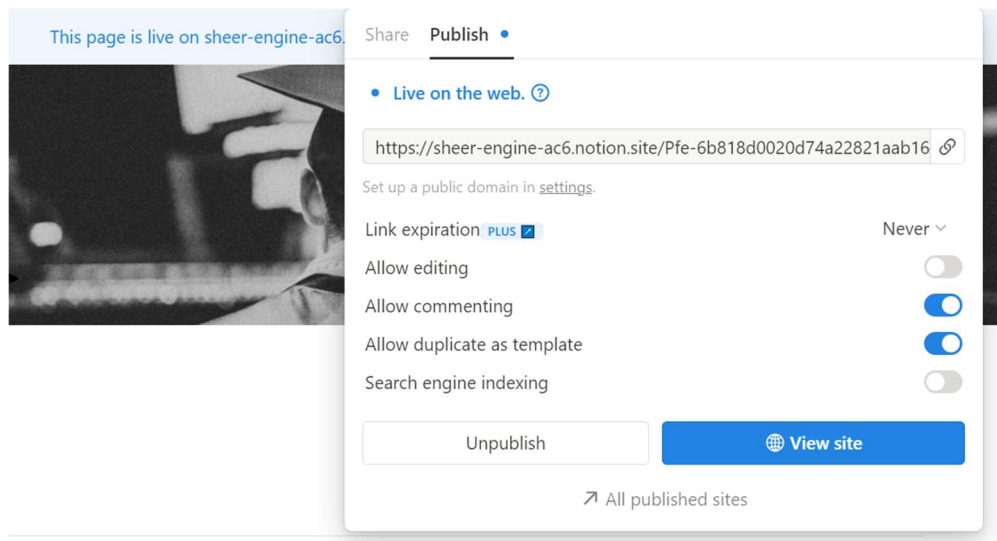 This page is live on sheer-engine-ac6.
Share Publish
Live on the web.
https://sheer-engine-ac6.notion.site/Pfe-6b818d0020d74a22821aab16
Set up a public domain in settings.
Link expiration PLUS Never
Allow editing
Allow commenting
Allow duplicate as template
Search engine indexing
Unpublish View site
All published sites